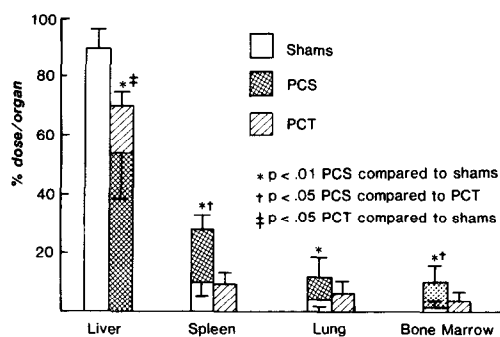 100
80
60
40
20
% dose/organ
Shams
PCS
PCT
* p < .01 PCS compared to shams
† p < .05 PCS compared to PCT
‡ p < .05 PCT compared to shams
*‡
*†
*
*†
Liver Spleen Lung Bone Marrow